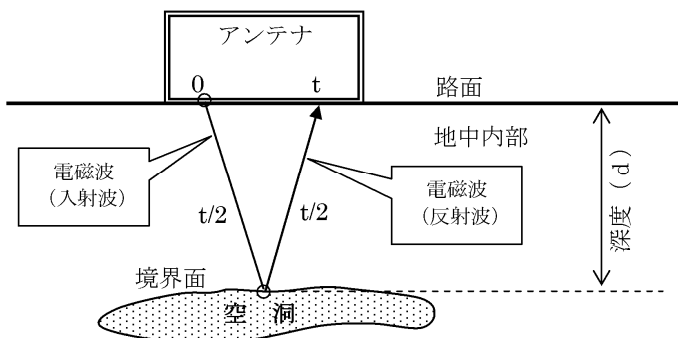 アンテナ
0
t
路面
地中内部
電磁波
(入射波)
電磁波
(反射波)
t/2
t/2
深度(d)
境界面
空洞